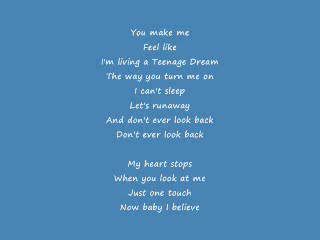 You make me
Feel like
I'm living a Teenage Dream
The way you turn me on
I can't sleep
Let's runaway
And don't ever look back
Don't ever look back
My heart stops
When you look at me
Just one touch
Now baby I believe